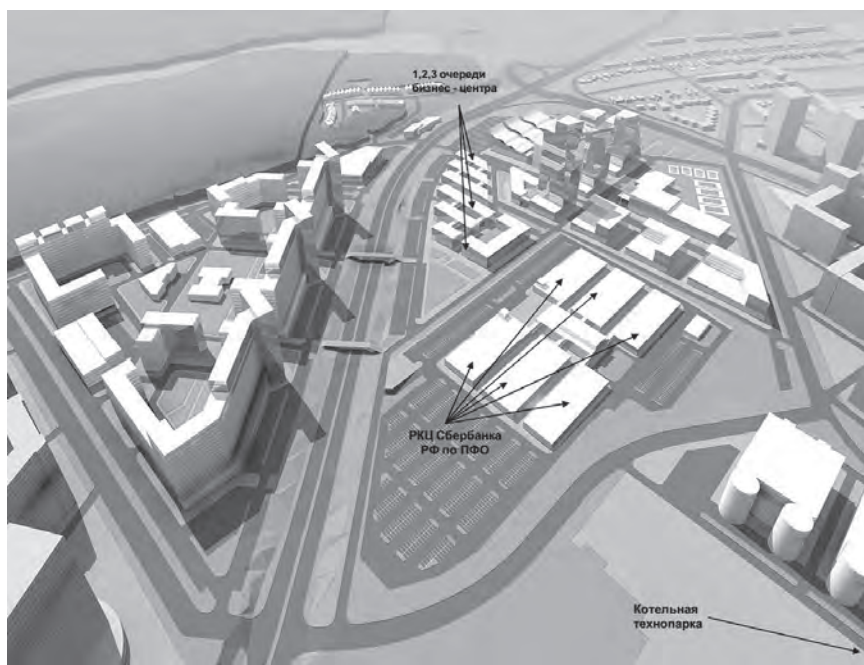 1,2,3 очереди
бизнес - центра
РКЦ Сбербанка
РФ по ПФО
Котельная
технопарка